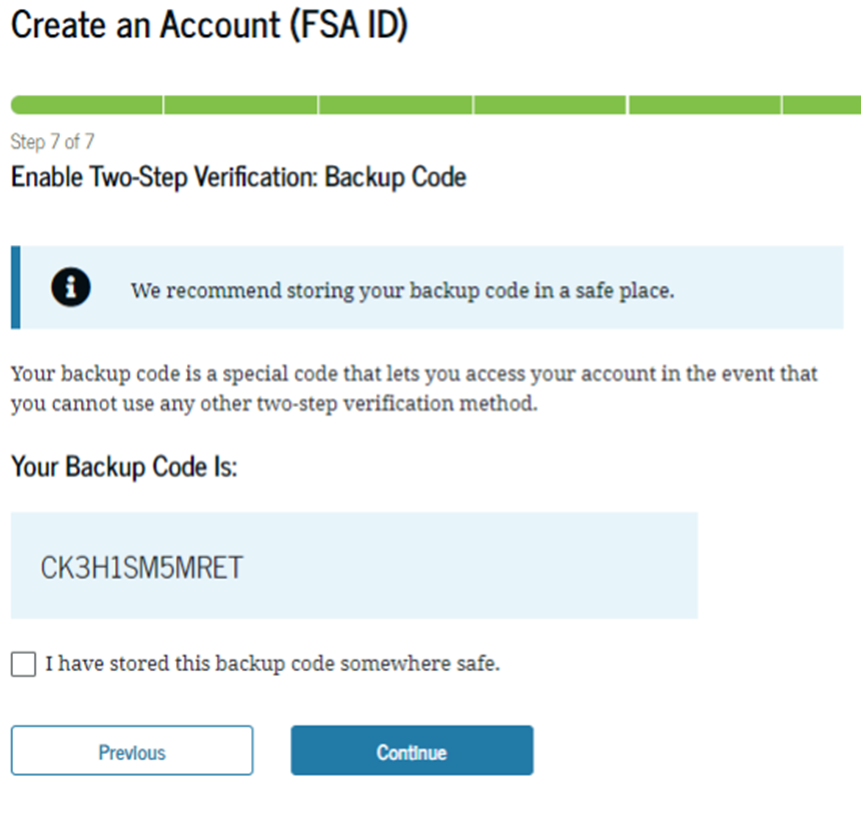 Create an Account (FSA ID)
Step 7 of 7
Enable Two-Step Verification: Backup Code
We recommend storing your backup code in a safe place.
Your backup code is a special code that lets you access your account in the event that
you cannot use any other two-step verification method.
Your Backup Code Is:
CK3H1SM5MRET
I have stored this backup code somewhere safe.
Previous
Continue